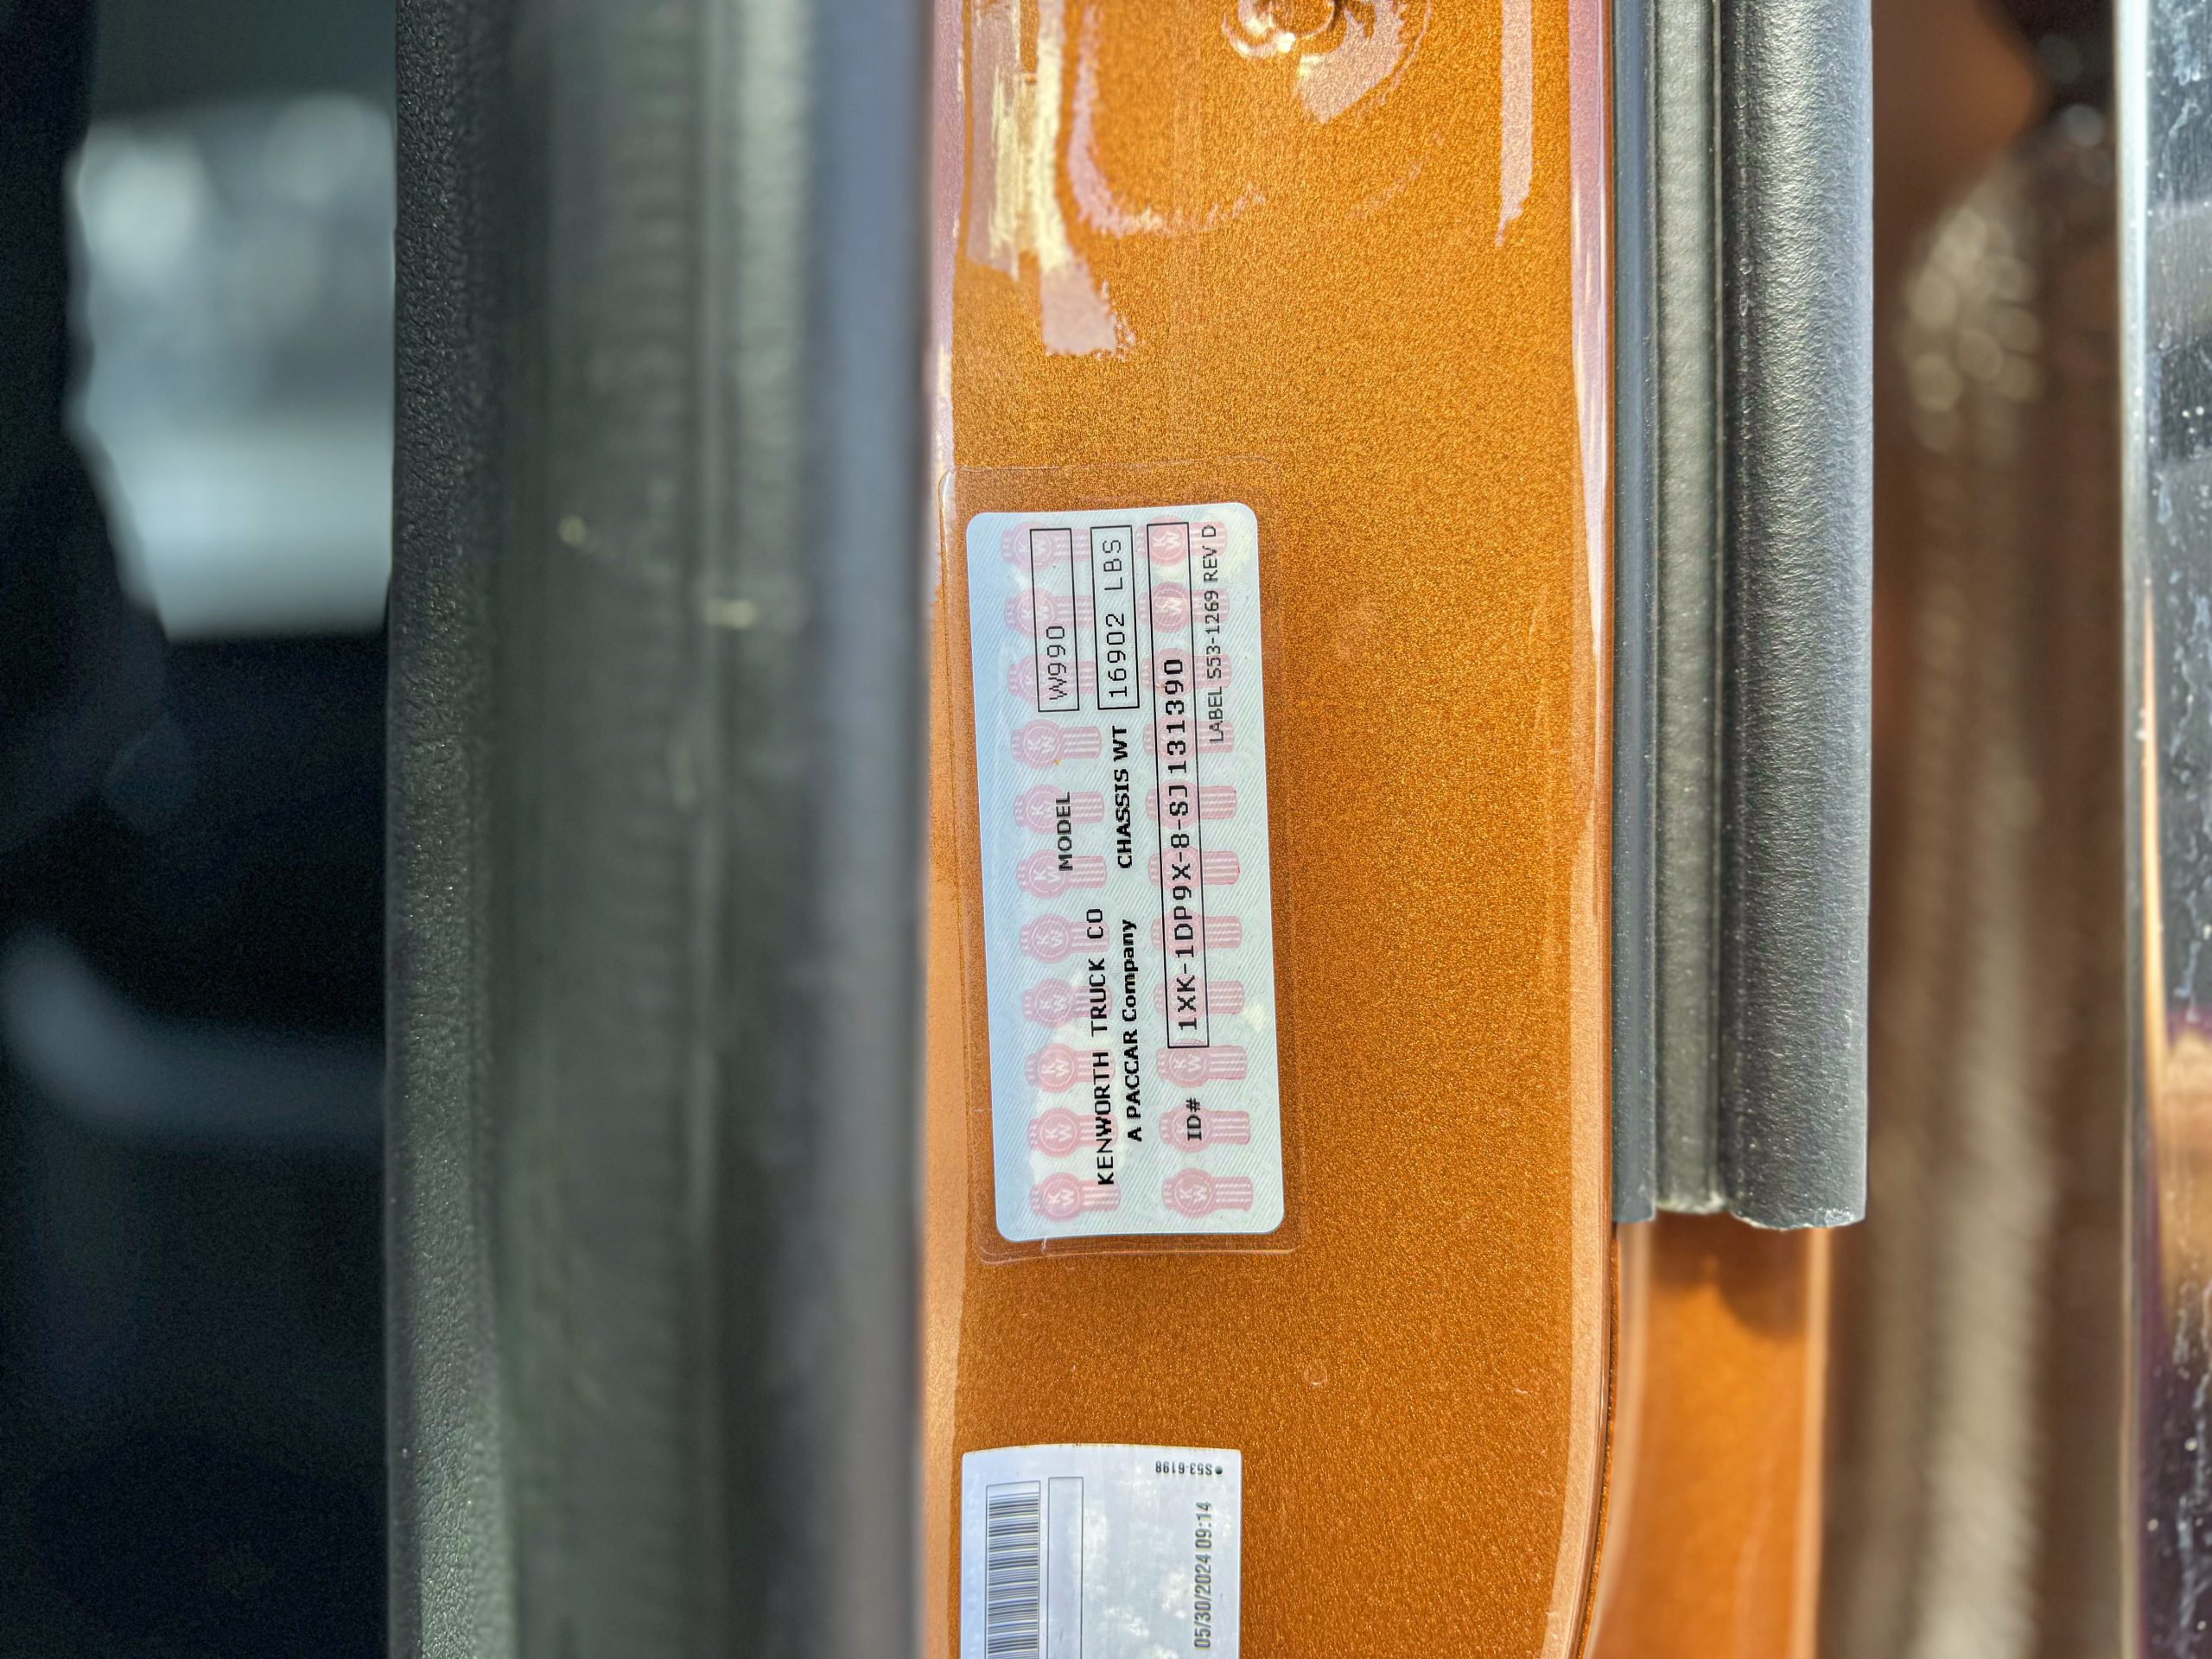 KENWORTH TRUCK CO
A PACCAR Company
MODEL W990
CHASSIS WT 16902 LBS
ID# 1XK-1DP9X-8-SJ131390
LABEL S53-1269 REV D
S53-6198
05/30/2024 09:14